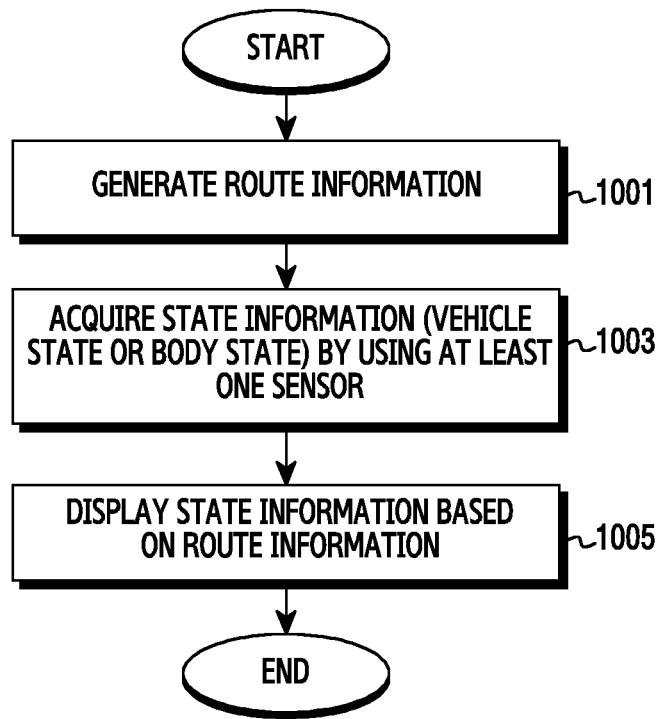 START
GENERATE ROUTE INFORMATION
1001
ACQUIRE STATE INFORMATION (VEHICLE
STATE OR BODY STATE) BY USING AT LEAST
ONE SENSOR
1003
DISPLAY STATE INFORMATION BASED
ON ROUTE INFORMATION
1005
END